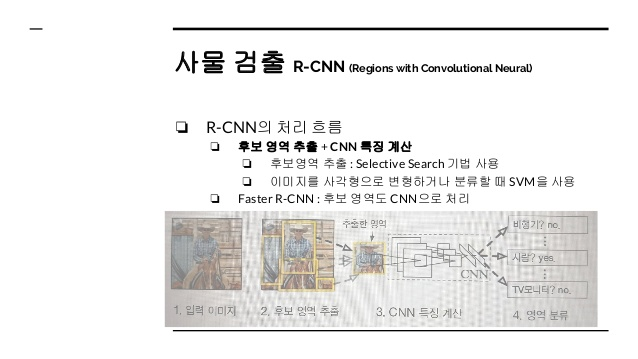 사물 검출 R-CNN (Regions with Convolutional Neural)
❏ R-CNN의 처리 흐름
❏ 후보 영역 추출 + CNN 특징 계산
❏ 후보영역 추출 : Selective Search 기법 사용
❏ 이미지를 사각형으로 변형하거나 분류할 때 SVM을 사용
❏ Faster R-CNN : 후보 영역도 CNN으로 처리
추출한 영역
비행기? no.
사람? yes.
CNN
TV모니터? no.
1. 입력 이미지
2. 후보 영역 추출
3. CNN 특징 계산
4. 영역 분류